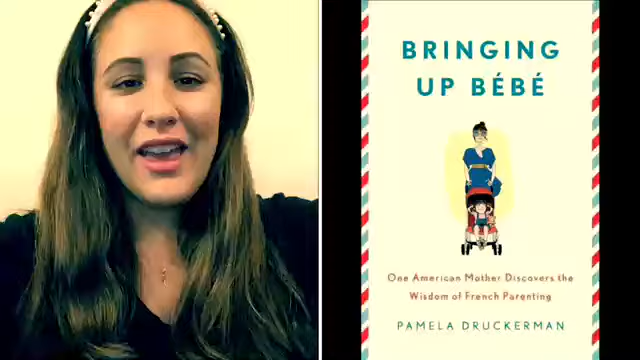 BRINGING
UP BÉBÉ
One American Mother Discovers the
Wisdom of French Parenting
PAMELA DRUCKERMAN